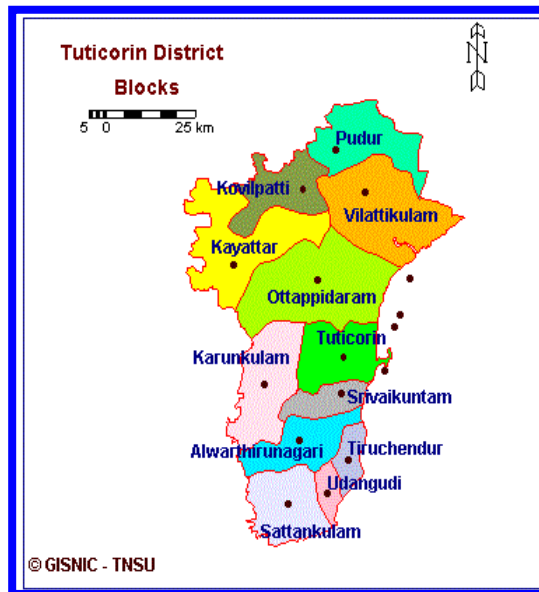 Tuticorin District
Blocks
5 0 25 km
N
Pudur
Kovilpatti
Vilattikulam
Kayattar
Ottappidaram
Tuticorin
Karunkulam
Srivaikuntam
Alwarthirunagari
Tiruchendur
Udangudi
Sattankulam
© GISNIC - TNSU